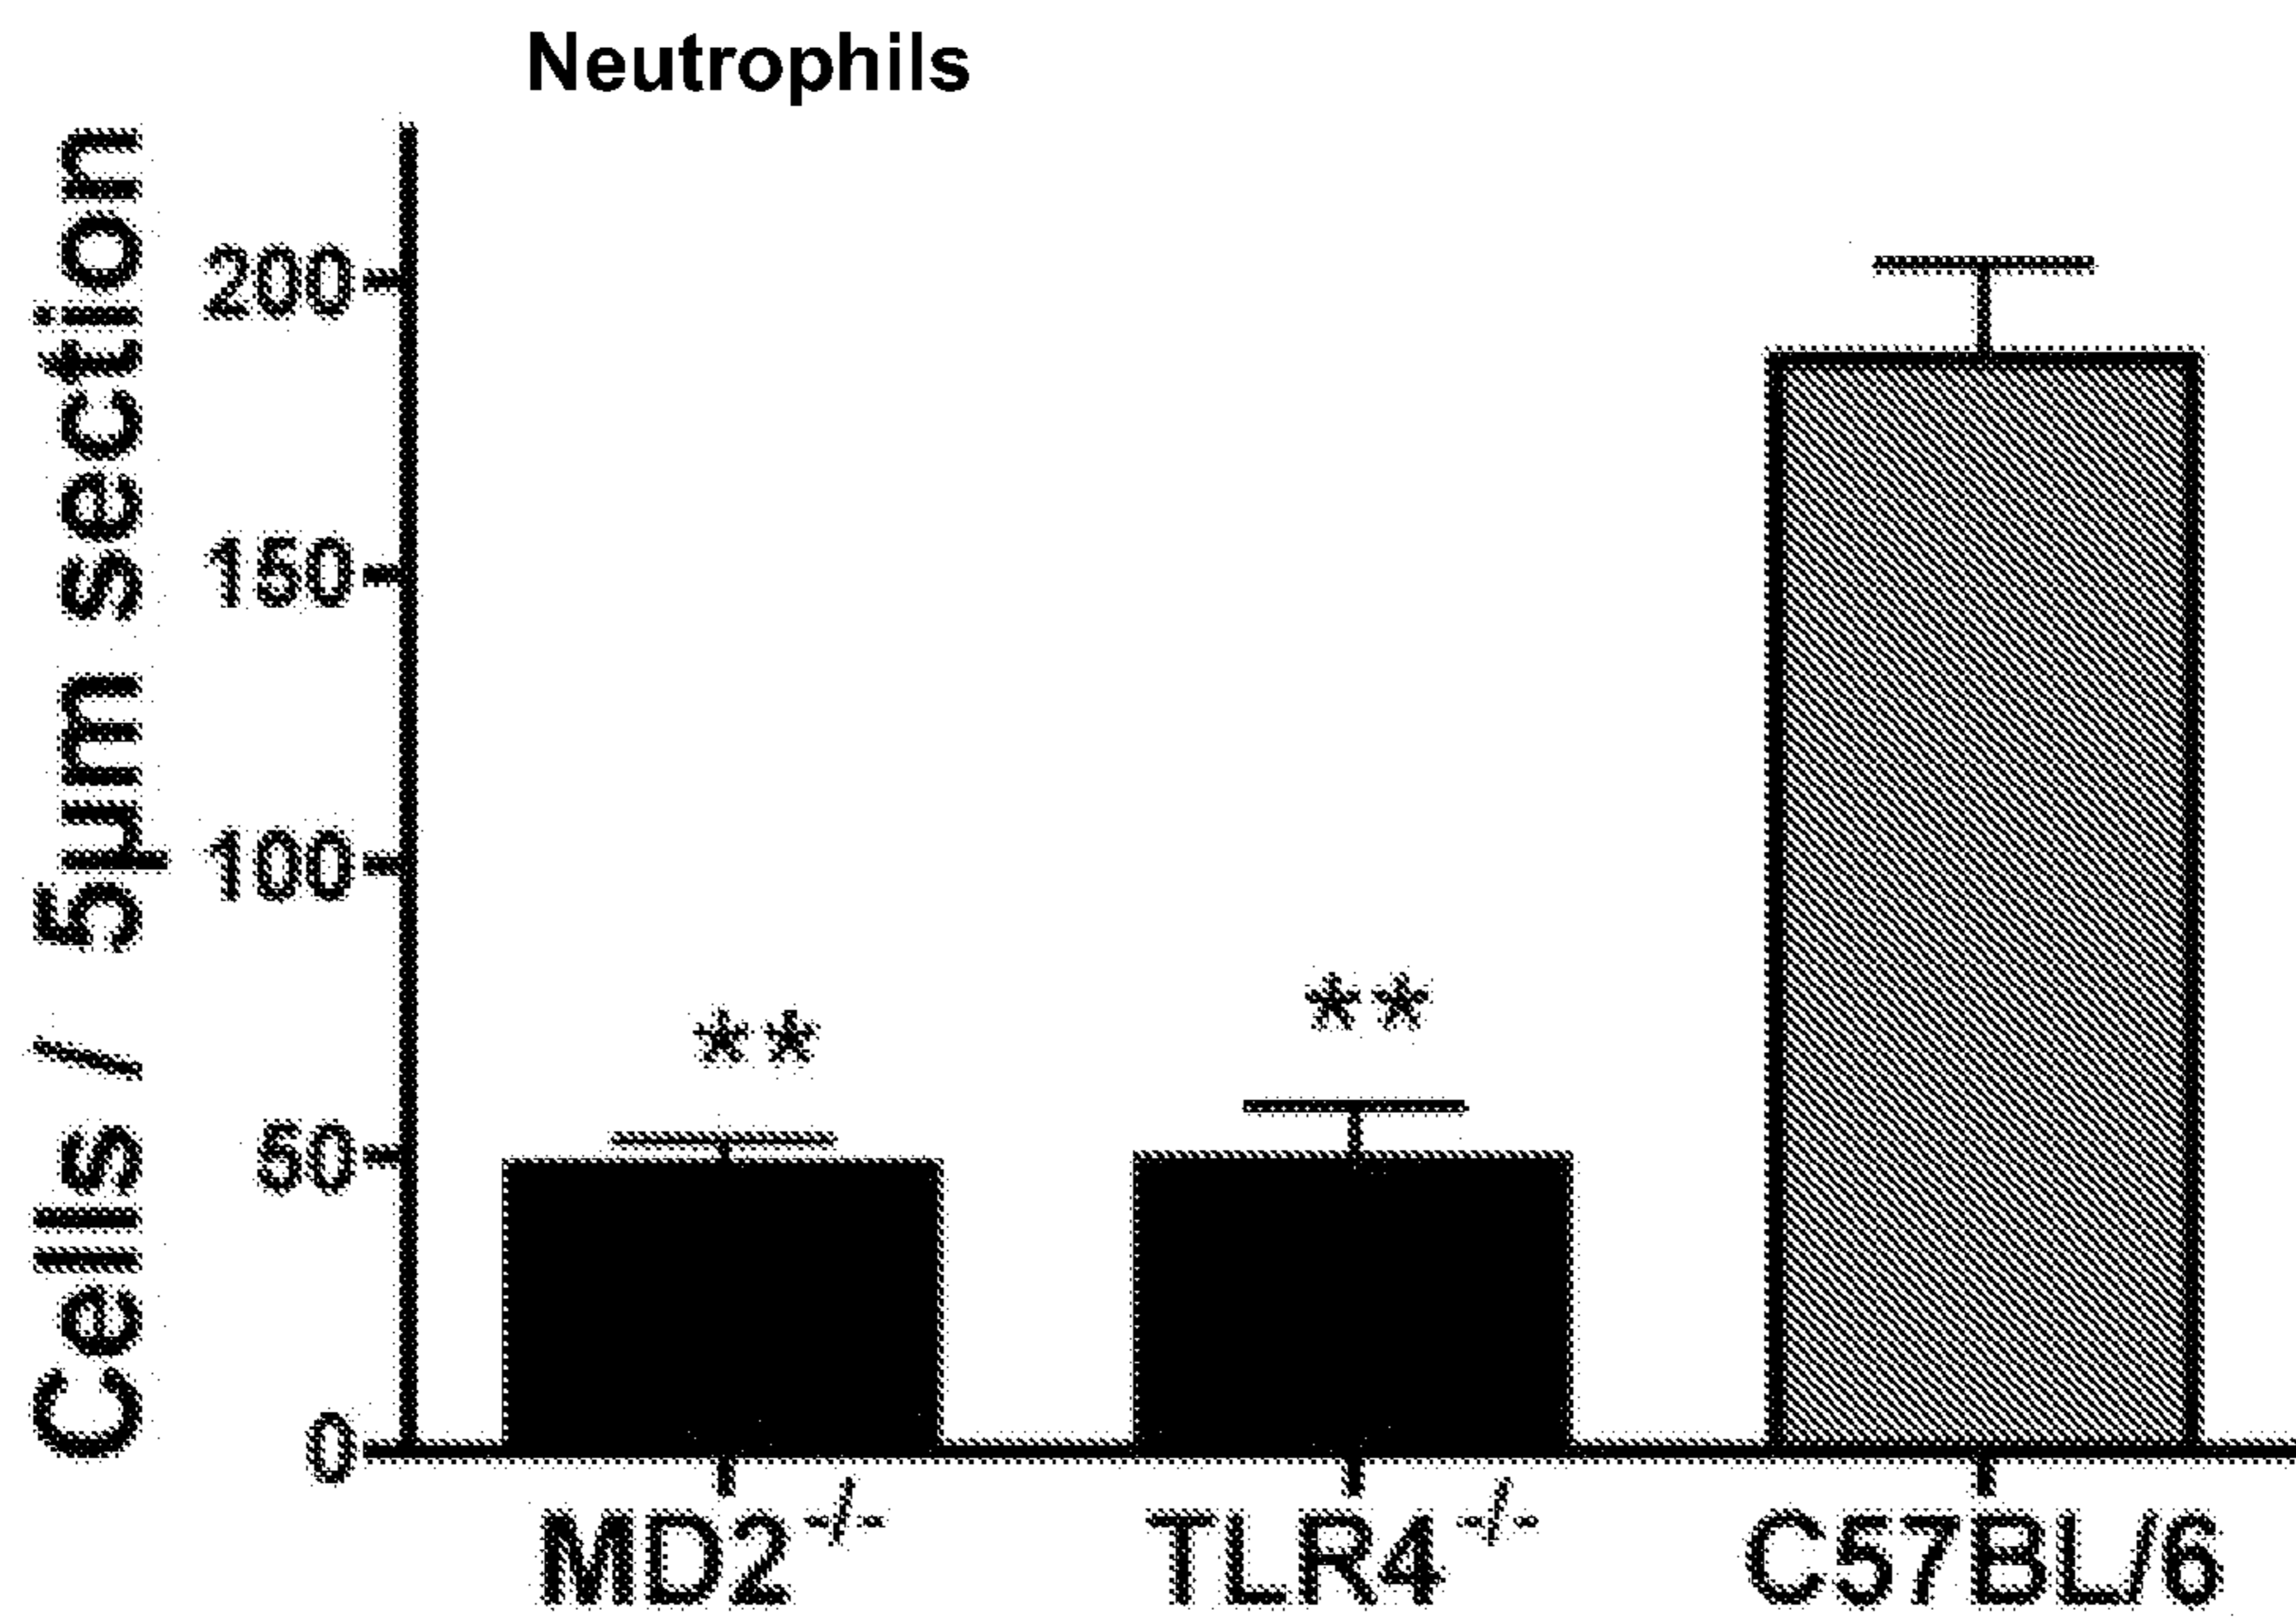 Neutrophils
Cells / 5µm section
200
150
100
50
0
**
**
MD2-/-
TLR4-/-
C57BL/6